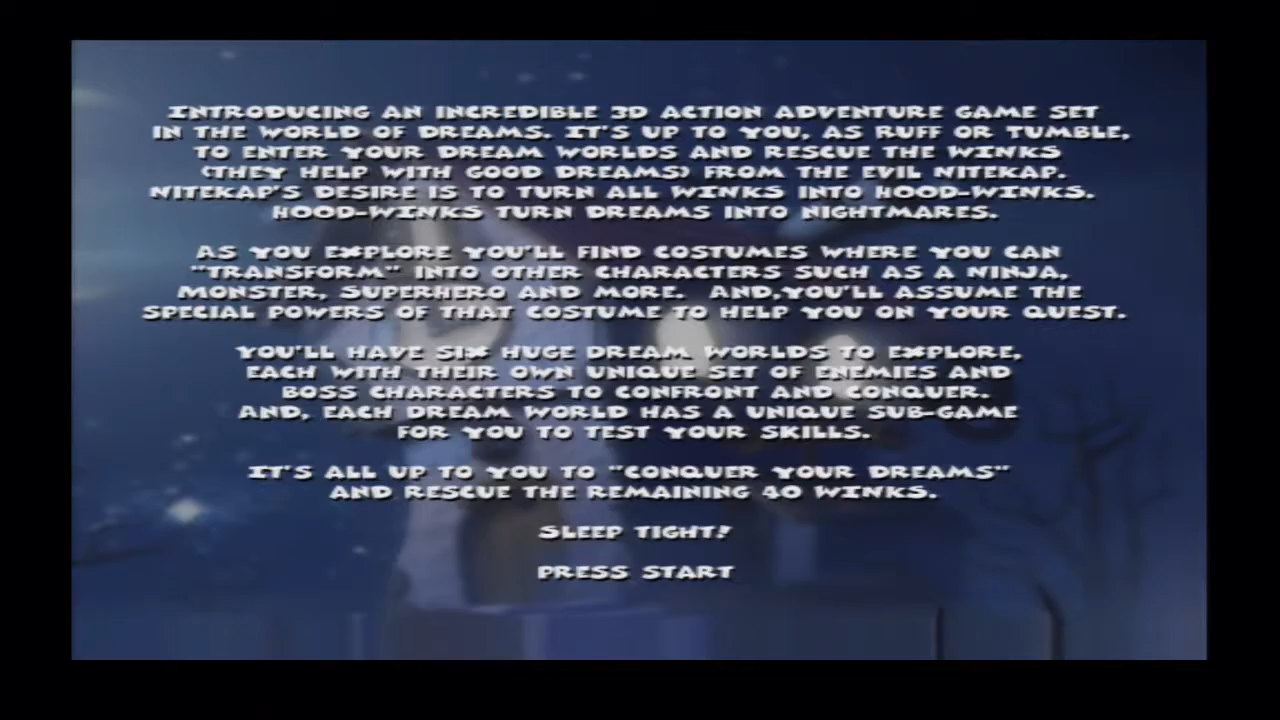 INTRODUCING AN INCREDIBLE 3D ACTION ADVENTURE GAME SET
IN THE WORLD OF DREAMS. IT'S UP TO YOU, AS RUFF OR TUMBLE,
TO ENTER YOUR DREAM WORLDS AND RESCUE THE WINKS
(THEY HELP WITH GOOD DREAMS) FROM THE EVIL NITEKAP.
NITEKAP'S DESIRE IS TO TURN ALL WINKS INTO HOOD-WINKS.
HOOD-WINKS TURN DREAMS INTO NIGHTMARES.
AS YOU EXPLORE YOU'LL FIND COSTUMES WHERE YOU CAN
"TRANSFORM" INTO OTHER CHARACTERS SUCH AS A NINJA,
MONSTER, SUPERHERO AND MORE. AND,YOU'LL ASSUME THE
SPECIAL POWERS OF THAT COSTUME TO HELP YOU ON YOUR QUEST.
YOU'LL HAVE SIX HUGE DREAM WORLDS TO EXPLORE,
EACH WITH THEIR OWN UNIQUE SET OF ENEMIES AND
BOSS CHARACTERS TO CONFRONT AND CONQUER.
AND, EACH DREAM WORLD HAS A UNIQUE SUB-GAME
FOR YOU TO TEST YOUR SKILLS.
IT'S ALL UP TO YOU TO "CONQUER YOUR DREAMS"
AND RESCUE THE REMAINING 40 WINKS.
SLEEP TIGHT!
PRESS START